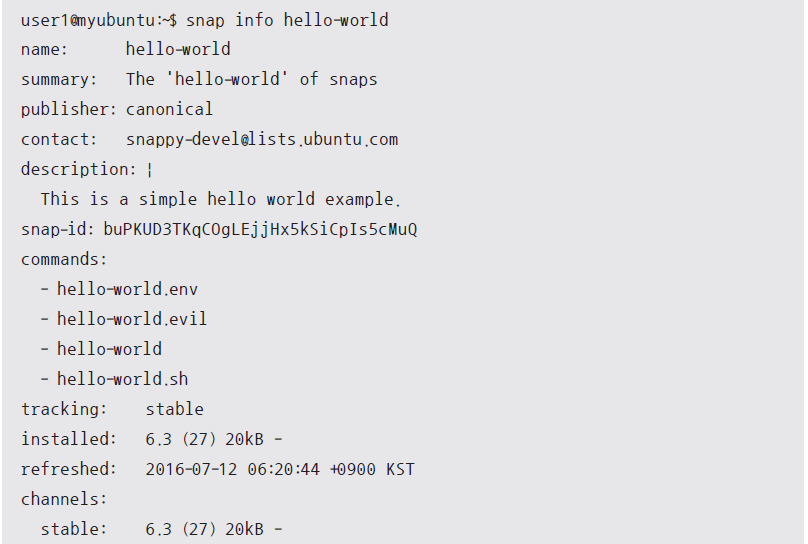 user1@myubuntu:~$ snap info hello-world
name: hello-world
summary: The 'hello-world' of snaps
publisher: canonical
contact: snappy-devel@lists.ubuntu.com
description: |
This is a simple hello world example.
snap-id: buPKUD3TKqCOgLEjjHx5kSiCpIs5cMuQ
commands:
- hello-world.env
- hello-world.evil
- hello-world
- hello-world.sh
tracking: stable
installed: 6.3 (27) 20kB -
refreshed: 2016-07-12 06:20:44 +0900 KST
channels:
stable: 6.3 (27) 20kB -